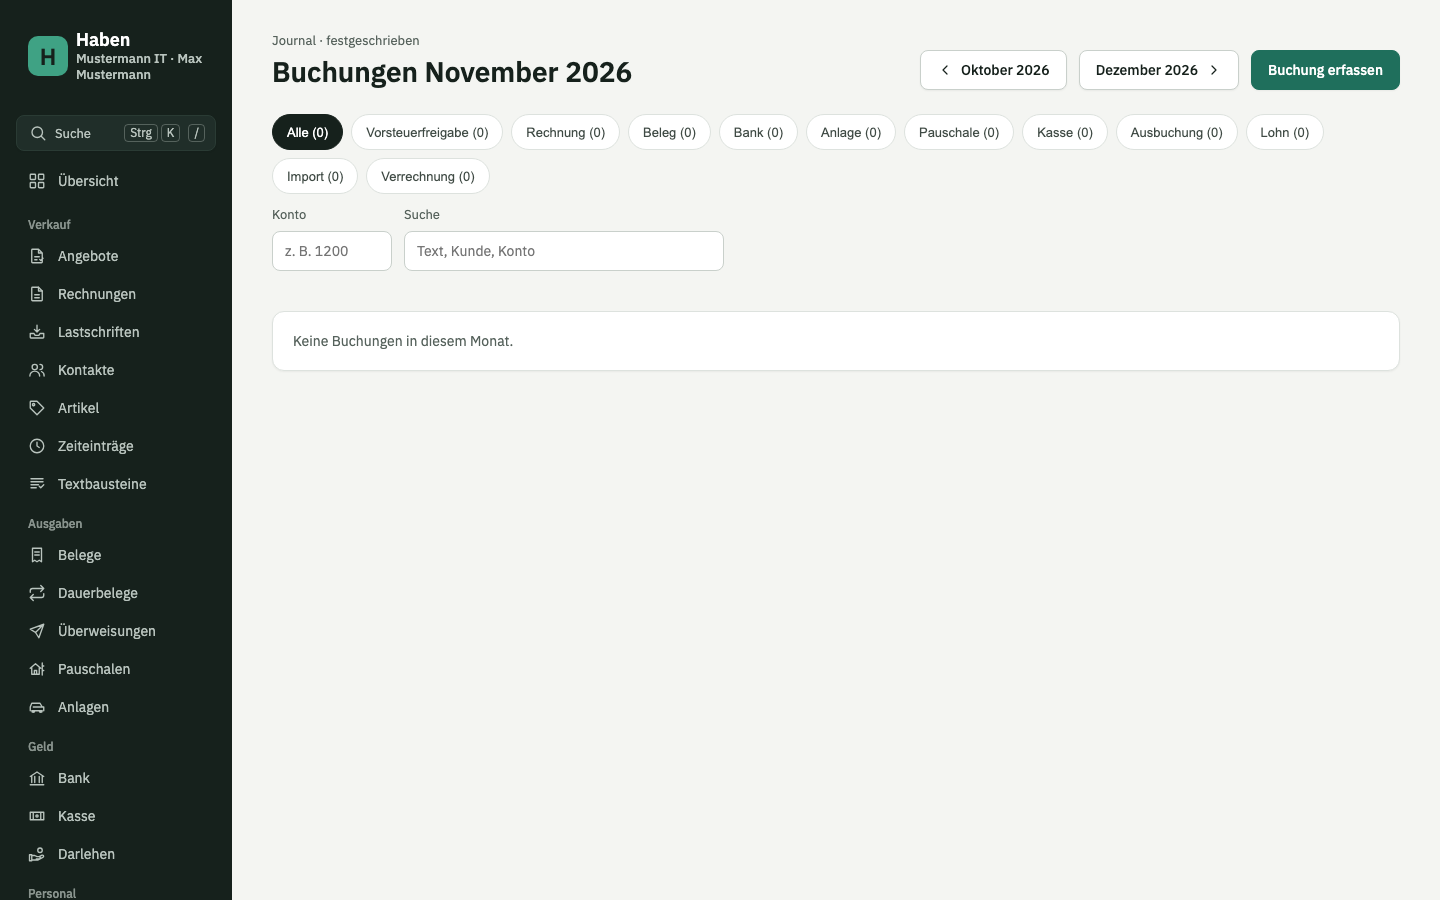 H
Haben
Mustermann IT · Max
Mustermann
Suche Strg K /
Übersicht
Verkauf
Angebote
Rechnungen
Lastschriften
Kontakte
Artikel
Zeiteinträge
Textbausteine
Ausgaben
Belege
Dauerbelege
Überweisungen
Pauschalen
Anlagen
Geld
Bank
Kasse
Darlehen
Personal
Journal · festgeschrieben
Buchungen November 2026
Oktober 2026
Dezember 2026
Buchung erfassen
Alle (0) Vorsteuerfreigabe (0) Rechnung (0) Beleg (0) Bank (0) Anlage (0) Pauschale (0) Kasse (0) Ausbuchung (0) Lohn (0)
Import (0) Verrechnung (0)
Konto Suche
z. B. 1200 Text, Kunde, Konto
Keine Buchungen in diesem Monat.